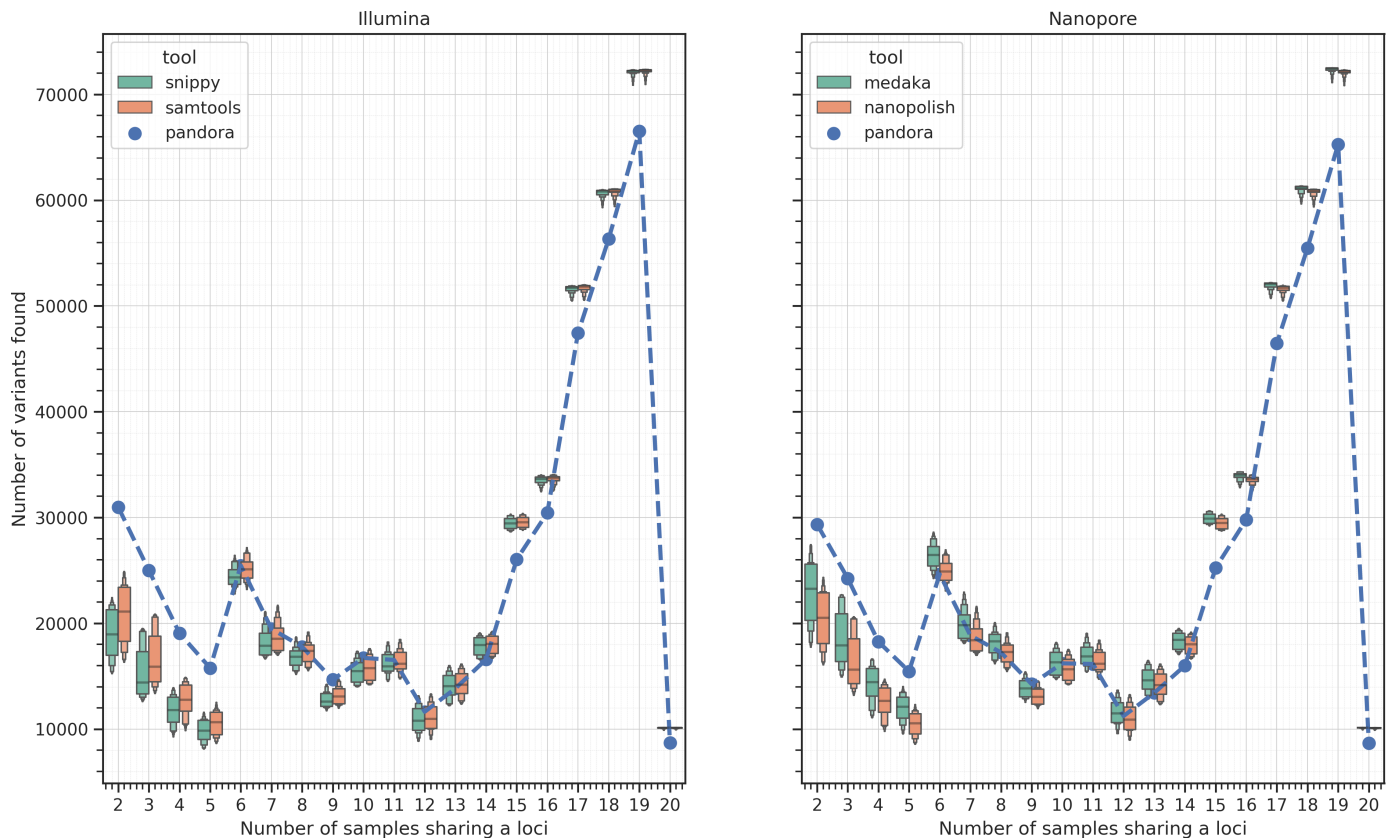 Illumina
tool
snippy
samtools
pandora
Number of variants found
70000
60000
50000
40000
30000
20000
10000
2 3 4 5 6 7 8 9 10 11 12 13 14 15 16 17 18 19 20
Number of samples sharing a loci
Nanopore
tool
medaka
nanopolish
pandora
2 3 4 5 6 7 8 9 10 11 12 13 14 15 16 17 18 19 20
Number of samples sharing a loci